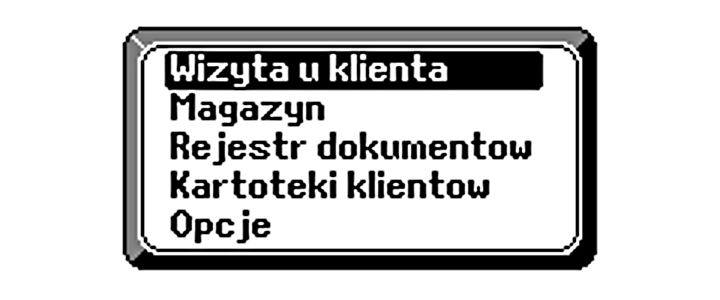 Wizyta u klienta
Magazyn
Rejestr dokumentow
Kartoteki klientow
Opcje